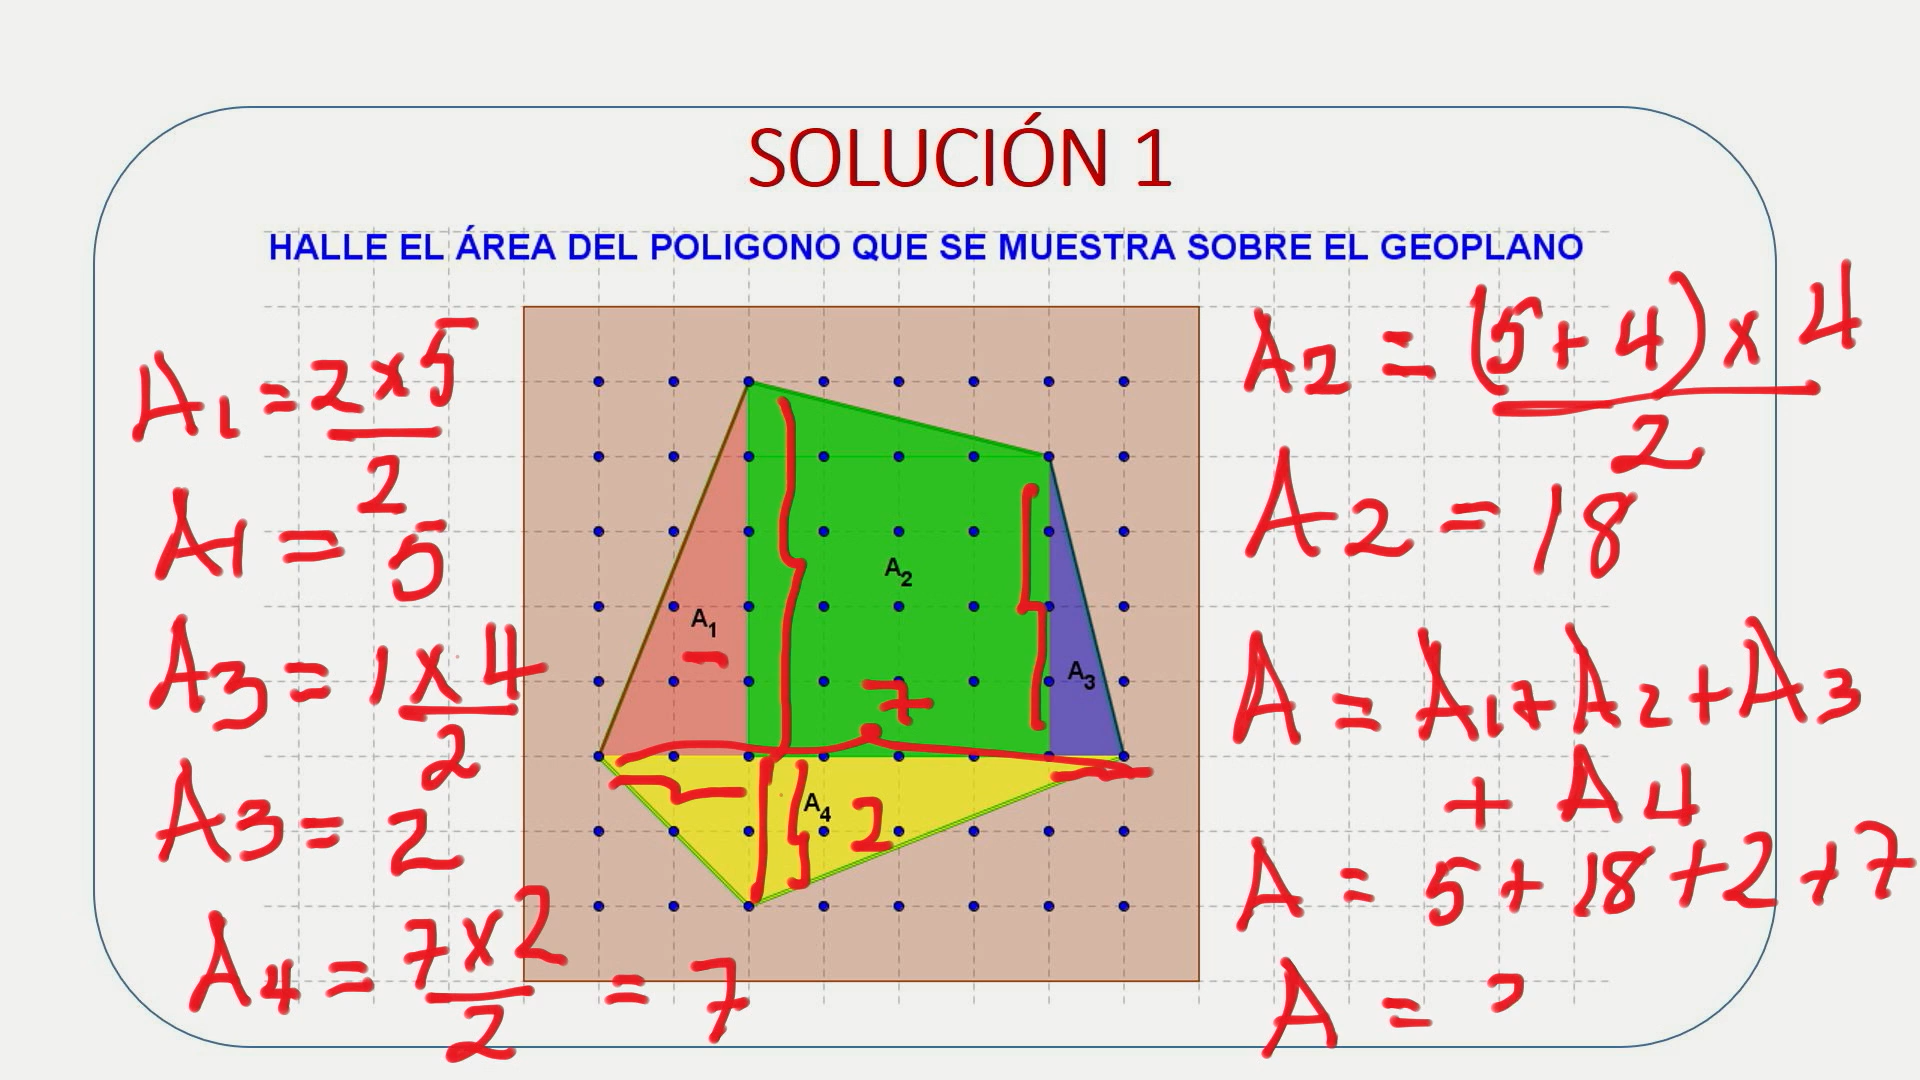 SOLUCIÓN 1
HALLE EL ÁREA DEL POLIGONO QUE SE MUESTRA SOBRE EL GEOPLANO
A1 = 2x5
2
A1 = 5
A3 = 1x4
2
A3 = 2
A4 = 7x2
2
= 7
A1
A2
A3
7
A4
2
A2 = (5+4)x4
2
A2 = 18
A = A1+A2+A3
+ A4
A = 5+18+2+7
A =